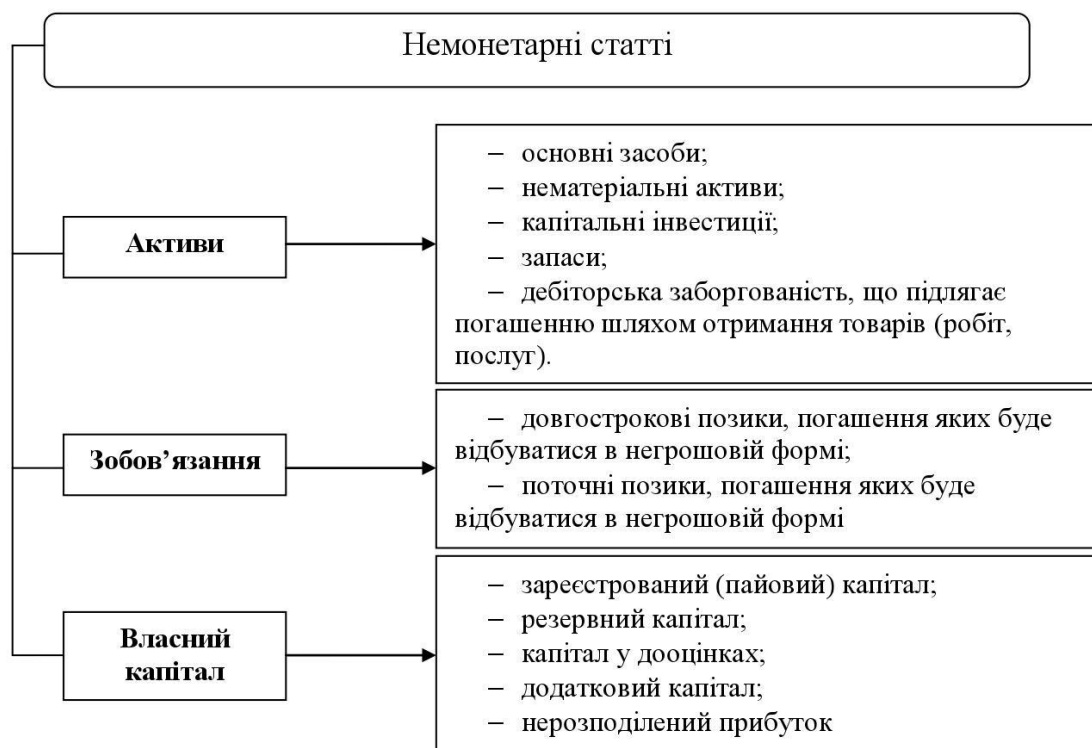 Немонетарні статті
Активи
– основні засоби;
– нематеріальні активи;
– капітальні інвестиції;
– запаси;
– дебіторська заборгованість, що підлягає
погашенню шляхом отримання товарів (робіт,
послуг).
Зобов’язання
– довгострокові позики, погашення яких буде
відбуватися в негрошовій формі;
– поточні позики, погашення яких буде
відбуватися в негрошовій формі
Власний
капітал
– зареєстрований (пайовий) капітал;
– резервний капітал;
– капітал у дооцінках;
– додатковий капітал;
– нерозподілений прибуток